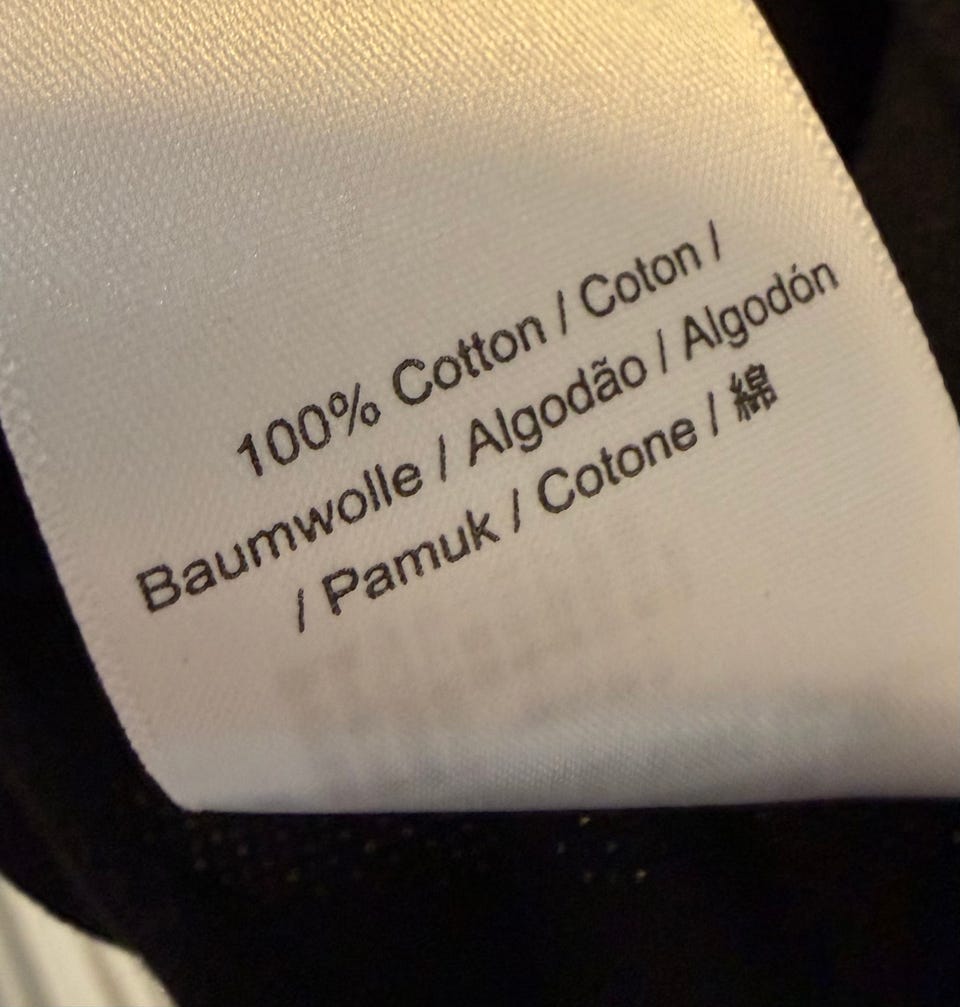 100% Cotton / Coton /
Baumwolle / Algodão / Algodón
/ Pamuk / Cotone / 綿